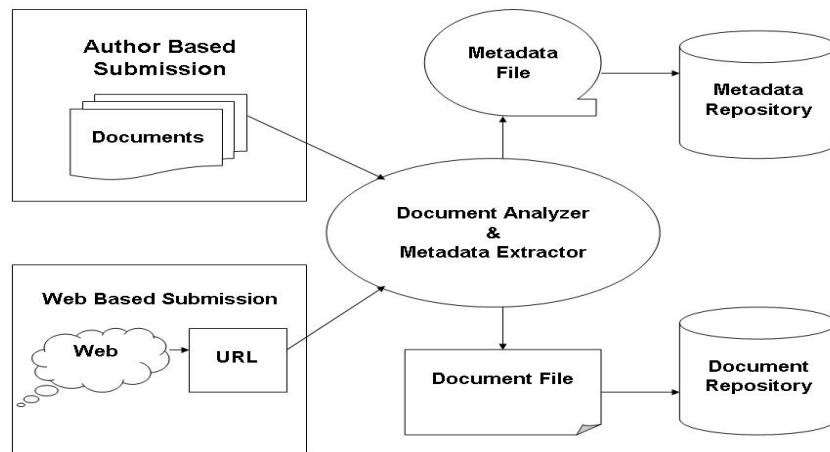 Author Based
Submission
Documents
Metadata
File
Metadata
Repository
Document Analyzer
&
Metadata Extractor
Web Based Submission
Web
URL
Document File
Document
Repository